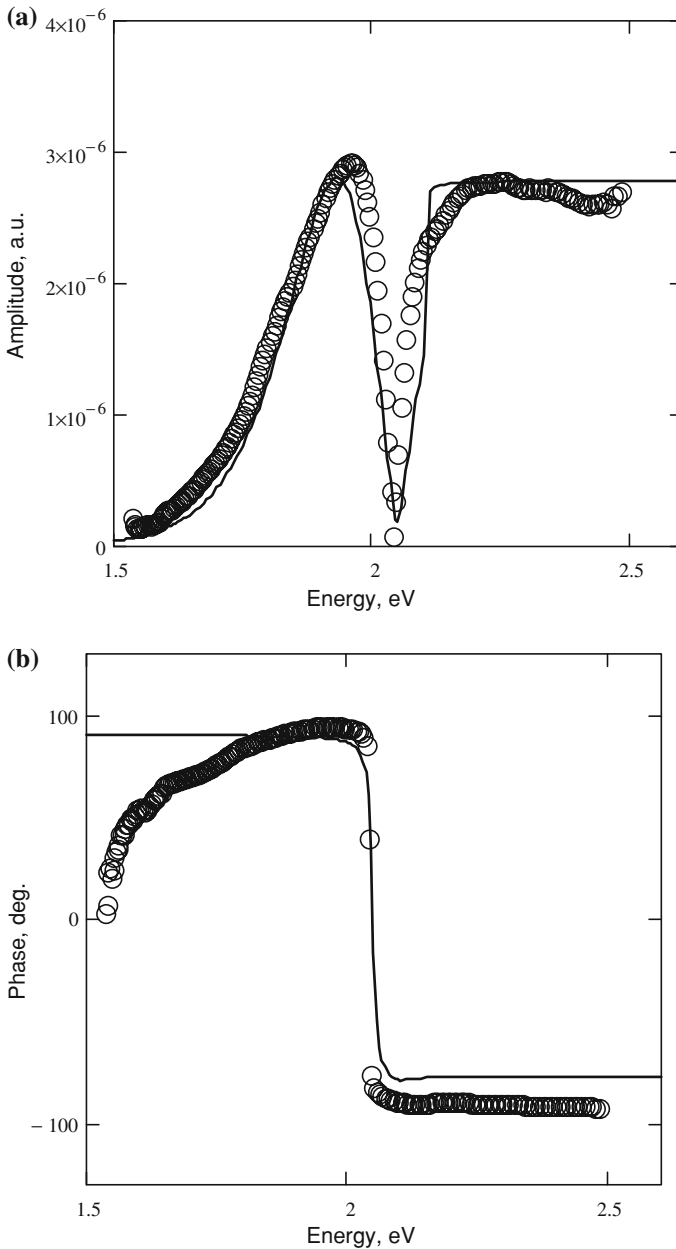 (a)
4×10⁻⁶
3×10⁻⁶
2×10⁻⁶
1×10⁻⁶
0
Amplitude, a.u.
1.5
2
2.5
Energy, eV
(b)
100
0
− 100
Phase, deg.
1.5
2
2.5
Energy, eV